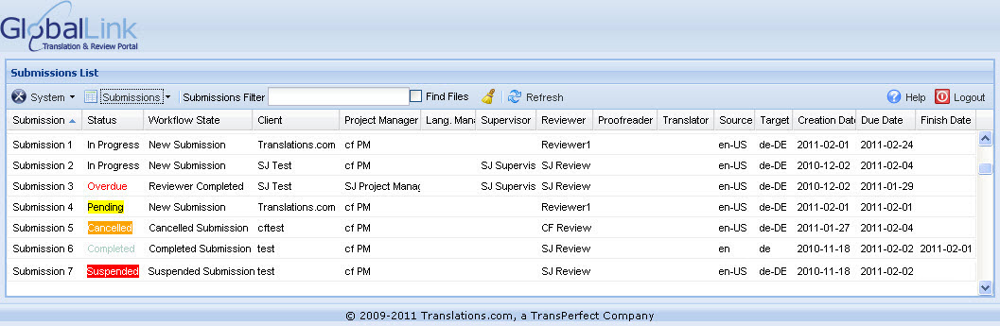 GlobalLink
Translation & Review Portal
Submissions List
System Submissions Submissions Filter Find Files Refresh Help Logout
Submission Status Workflow State Client Project Manager Lang. Mana Supervisor Reviewer Proofreader Translator Source Target Creation Date Due Date Finish Date
Submission 1 In Progress New Submission Translations.com cf PM Reviewer1 en-US de-DE 2011-02-01 2011-02-24
Submission 2 In Progress New Submission SJ Test cf PM SJ Supervis SJ Review en-US de-DE 2010-12-02 2011-02-04
Submission 3 Overdue Reviewer Completed SJ Test SJ Project Manag SJ Supervis SJ Review en-US de-DE 2010-12-02 2011-01-29
Submission 4 Pending New Submission Translations.com cf PM Reviewer1 en-US de-DE 2011-02-01 2011-02-01
Submission 5 Cancelled Cancelled Submission cftest cf PM CF Review en-US de-DE 2011-01-27 2011-02-04
Submission 6 Completed Completed Submission test cf PM SJ Review en de 2010-11-18 2011-02-02 2011-02-01
Submission 7 Suspended Suspended Submission test cf PM SJ Review en-US de-DE 2010-11-18 2011-02-02
© 2009-2011 Translations.com, a TransPerfect Company